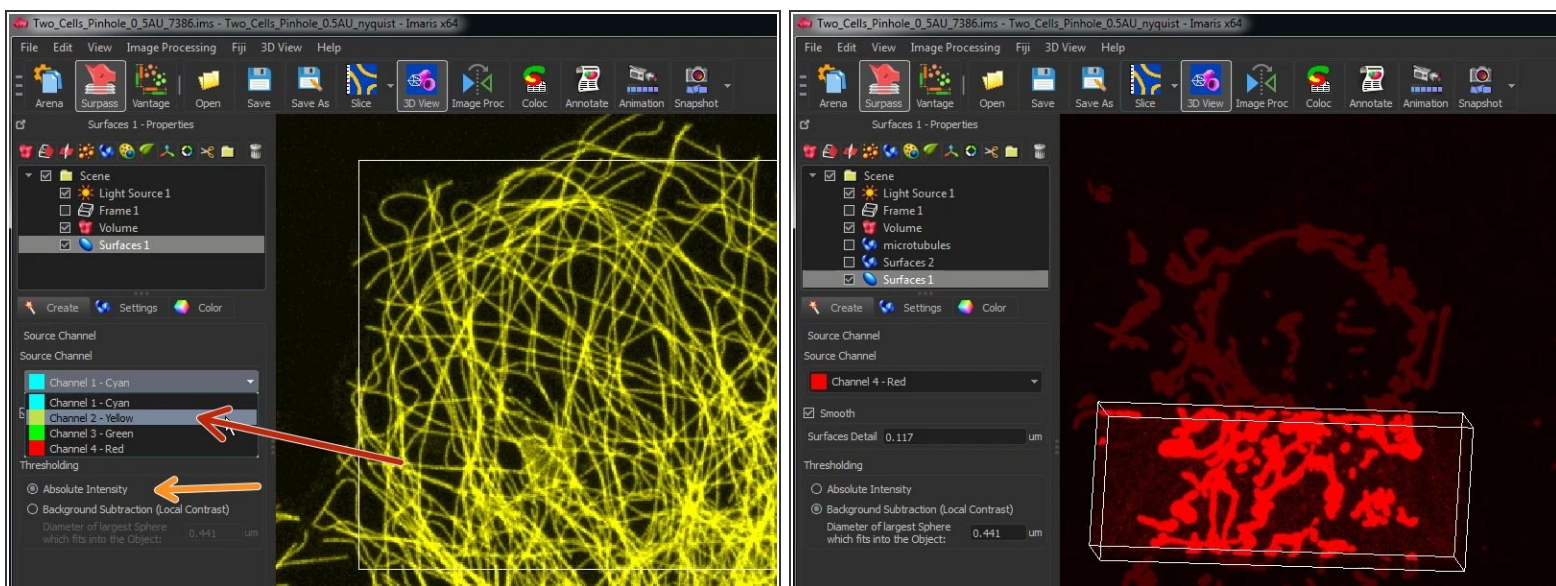 Two_Cells_Pinhole_0_5AU_7386.ims - Two_Cells_Pinhole_0.5AU_nyquist - Imaris x64
File Edit View Image Processing Fiji 3D View Help
Arena Surpass Vantage Open Save Save As Slice 3D View Image Proc Coloc Annotate Animation Snapshot
Surfaces 1 - Properties
Scene
Light Source 1
Frame 1
Volume
Surfaces 1
Create Settings Color
Source Channel
Source Channel
Channel 1 - Cyan
Channel 1 - Cyan
Channel 2 - Yellow
Channel 3 - Green
Channel 4 - Red
Thresholding
Absolute Intensity
Background Subtraction (Local Contrast)
Diameter of largest Sphere
which fits into the Object: 0.441 um
Two_Cells_Pinhole_0_5AU_7386.ims - Two_Cells_Pinhole_0.5AU_nyquist - Imaris x64
File Edit View Image Processing Fiji 3D View Help
Arena Surpass Vantage Open Save Save As Slice 3D View Image Proc Coloc Annotate Animation Snapshot
Surfaces 1 - Properties
Scene
Light Source 1
Frame 1
Volume
microtubules
Surfaces 2
Surfaces 1
Create Settings Color
Source Channel
Source Channel
Channel 4 - Red
Smooth
Surfaces Detail 0.117 um
Thresholding
Absolute Intensity
Background Subtraction (Local Contrast)
Diameter of largest Sphere
which fits into the Object: 0.441 um